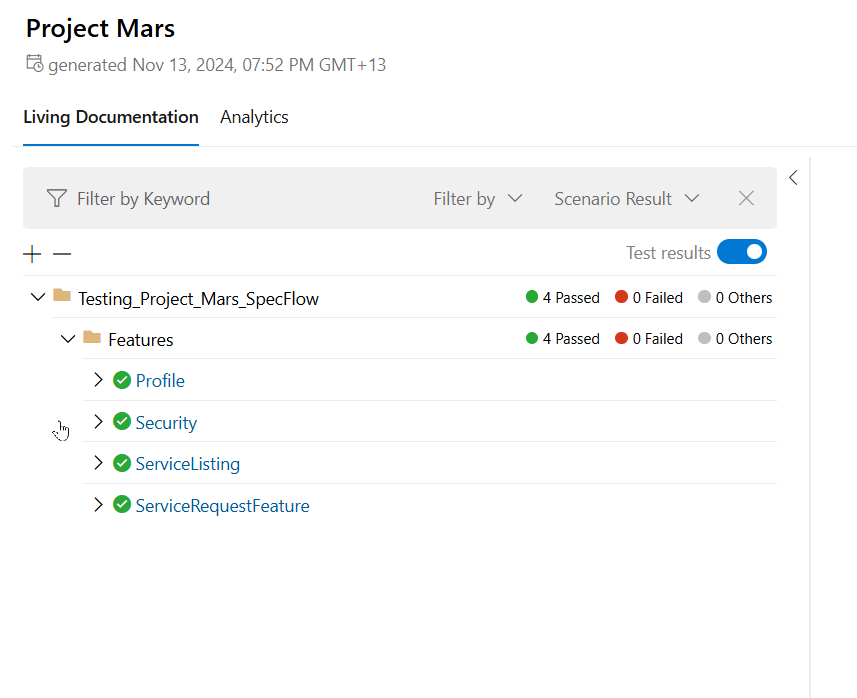 Project Mars
generated Nov 13, 2024, 07:52 PM GMT+13
Living Documentation Analytics
Filter by Keyword Filter by Scenario Result
Test results
Testing_Project_Mars_SpecFlow 4 Passed 0 Failed 0 Others
Features 4 Passed 0 Failed 0 Others
Profile
Security
ServiceListing
ServiceRequestFeature